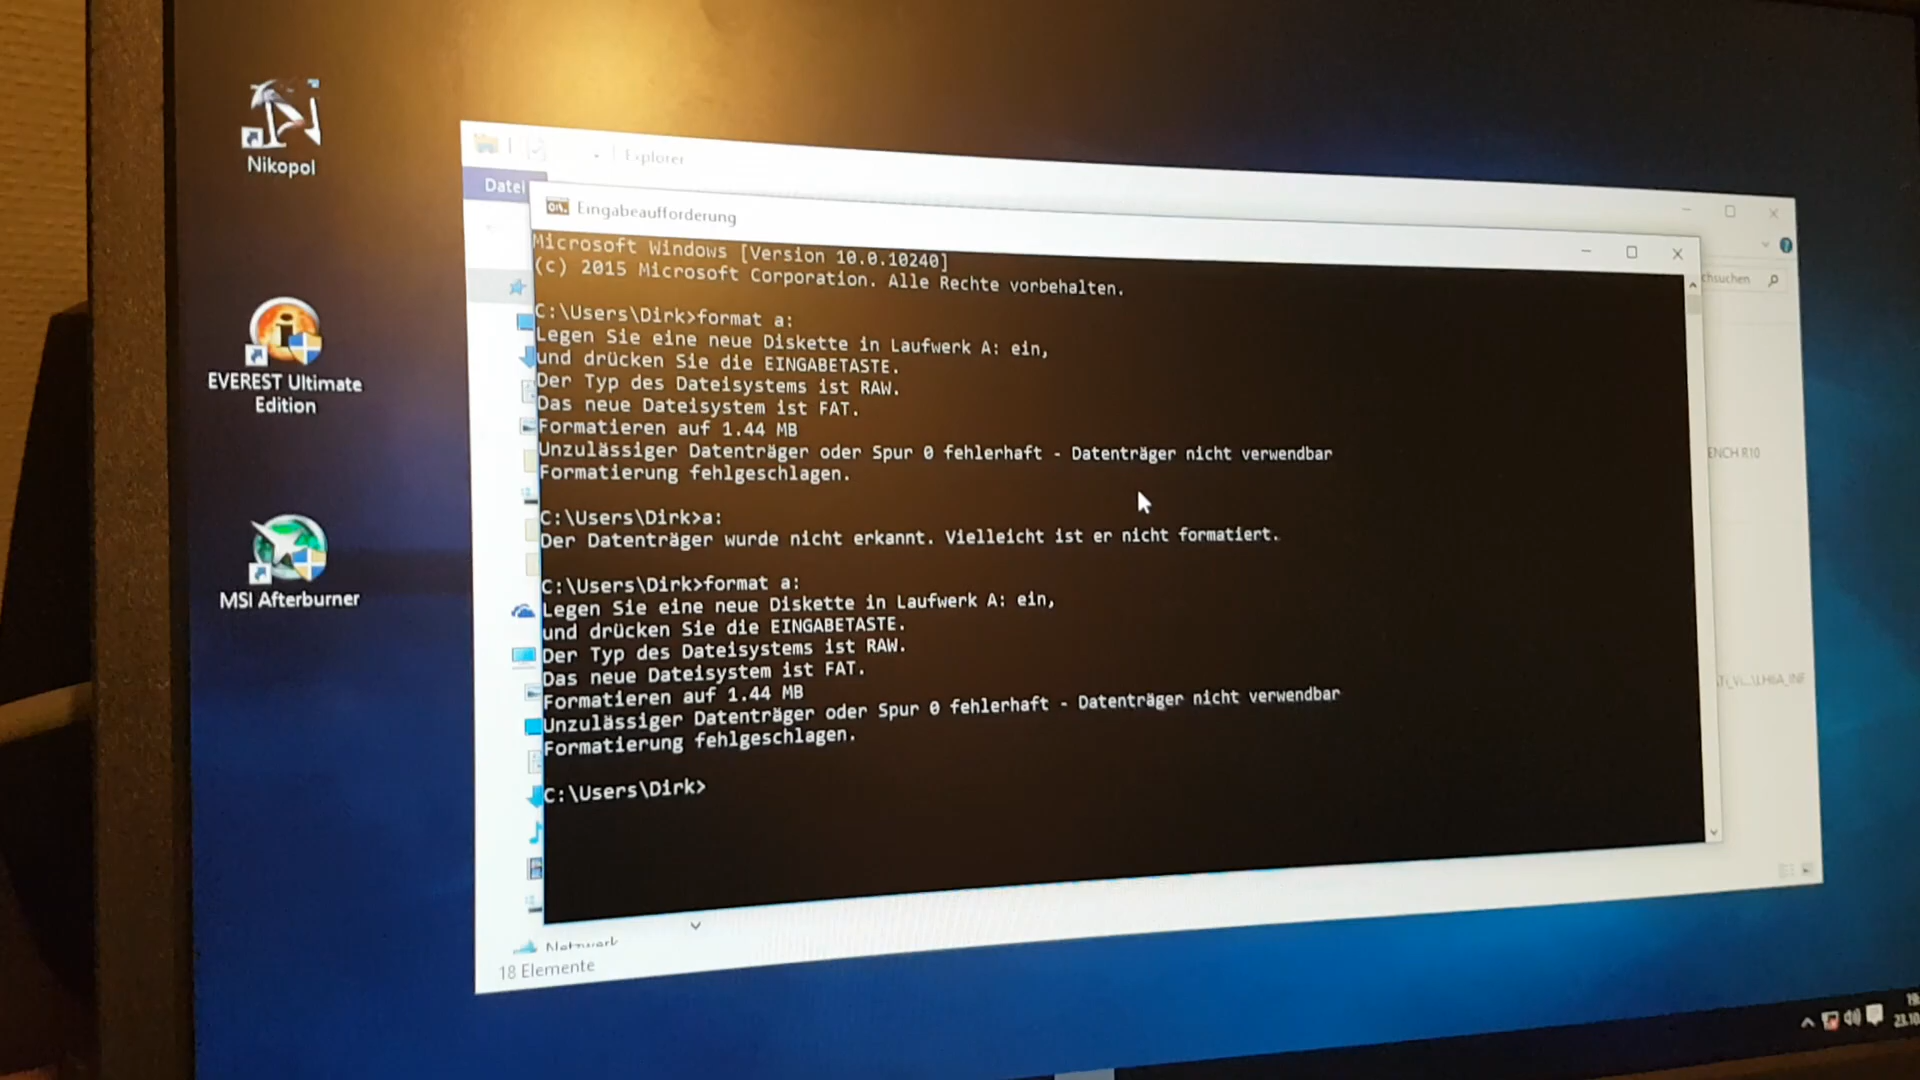 Nikopol
EVEREST Ultimate
Edition
MSI Afterburner
Explorer
Datei
Eingabeaufforderung
Microsoft Windows [Version 10.0.10240]
(c) 2015 Microsoft Corporation. Alle Rechte vorbehalten.
C:\Users\Dirk>format a:
Legen Sie eine neue Diskette in Laufwerk A: ein,
und drücken Sie die EINGABETASTE.
Der Typ des Dateisystems ist RAW.
Das neue Dateisystem ist FAT.
Formatieren auf 1.44 MB
Unzulässiger Datenträger oder Spur 0 fehlerhaft - Datenträger nicht verwendbar
Formatierung fehlgeschlagen.
C:\Users\Dirk>a:
Der Datenträger wurde nicht erkannt. Vielleicht ist er nicht formatiert.
C:\Users\Dirk>format a:
Legen Sie eine neue Diskette in Laufwerk A: ein,
und drücken Sie die EINGABETASTE.
Der Typ des Dateisystems ist RAW.
Das neue Dateisystem ist FAT.
Formatieren auf 1.44 MB
Unzulässiger Datenträger oder Spur 0 fehlerhaft - Datenträger nicht verwendbar
Formatierung fehlgeschlagen.
C:\Users\Dirk>
chsuchen
ENCH R10
Netzwerk
18 Elemente
23.10